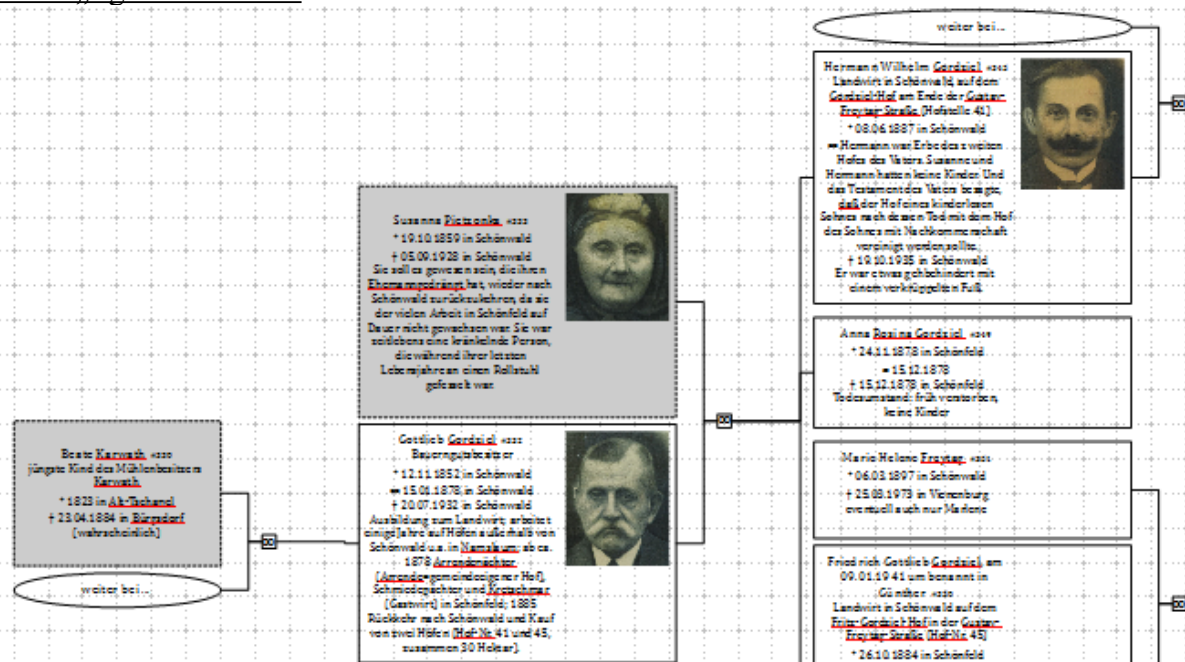 weiter bei...
Hermann Wilhelm Gordziel,
Landwirt in Schönwald, auf dem
Gordziel-Hof am Ende der Gustav-
Freytag-Straße (Hofstelle 41)
* 08.06.1887 in Schönwald
Hermann war Erbe des zweiten
Hofes des Vaters. Susanne und
Hermann hatten keine Kinder. Und
das Testament des Vaters besagte,
daß der Hof eines kinderlosen
Sohnes nach dessen Tod mit dem Hof
des Sohnes mit Nachkommenschaft
vereinigt werden sollte.
† 19.10.1935 in Schönwald
Er war etwas gehbehindert mit
einem verkrüppelten Fuß
Susanna Pietzonka,
* 19.10.1859 in Schönwald
† 05.09.1928 in Schönwald
Sie soll es gewesen sein, die ihren
Ehemann gedrängt hat, wieder nach
Schönwald zurückzukehren, da sie
der vielen Arbeit in Schönfeld auf
Dauer nicht gewachsen war. Sie war
zeitlebens eine kränkelnde Person,
die während ihrer letzten
Lebensjahre an einen Rollstuhl
gefesselt war.
Anna Rosina Gordziel,
* 24.11.1878 in Schönfeld
15.12.1878
† 15.12.1878 in Schönfeld
Todesumstand: früh verstorben,
keine Kinder
Beate Karwath,
jüngste Kind des Mühlenbesitzers
Karwath
* 1823 in Alt-Tschapel
† 23.04.1884 in Bürgsdorf
(wahrscheinlich)
weiter bei...
Gottlieb Gordziel,
Bauerngutsbesitzer
* 12.11.1852 in Schönwald
15.01.1878, in Schönwald
† 20.07.1932 in Schönwald
Ausbildung zum Landwirt; arbeitet
einige Jahre auf Höfen außerhalb von
Schönwald u.a. in Namslau; ab ca.
1878 Arrendepächter
(Arrende=gemeindeeigener Hof),
Schmiedepächter und Kretschmar
(Gastwirt) in Schönfeld; 1885
Rückkehr nach Schönwald und Kauf
von zwei Höfen (Hof-Nr. 41 und 45,
zusammen 30 Hektar).
Marie Helene Freytag,
* 06.03.1897 in Schönwald
† 25.03.1973 in Vienenburg
eventuell auch nur Marlene
Friedrich Gottlieb Gordziel, am
09.01.1941 umbenannt in
Günther
Landwirt in Schönwald auf dem
Fritz-Gordziel-Hof in der Gustav-
Freytag-Straße (Hof-Nr. 45)
* 26.10.1884 in Schönfeld